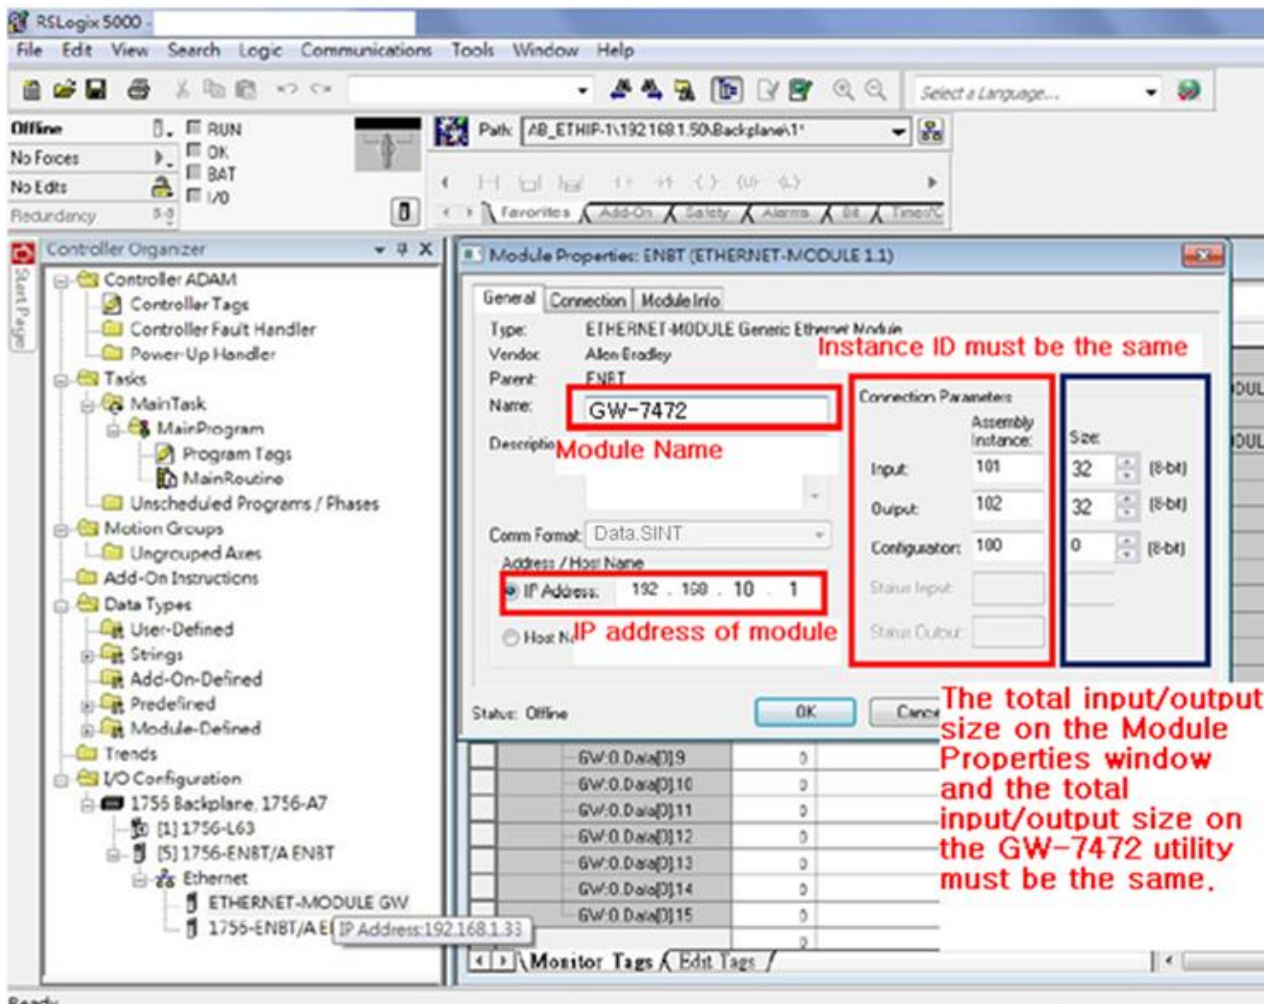 RSLogix 5000 -
File Edit View Search Logic Communications Tools Window Help
Select a Language...
Offline
RUN
No Forces
OK
BAT
No Edits
I/O
Redundancy
Path: AB_ETHIP-1\192.168.1.50\Backplane\1*
Favorites Add-On Safety Alarms Bit Timer/C
Start Page
Controller Organizer
Controller ADAM
Controller Tags
Controller Fault Handler
Power-Up Handler
Tasks
MainTask
MainProgram
Program Tags
MainRoutine
Unscheduled Programs / Phases
Motion Groups
Ungrouped Axes
Add-On Instructions
Data Types
User-Defined
Strings
Add-On-Defined
Predefined
Module-Defined
Trends
I/O Configuration
1756 Backplane, 1756-A7
[1] 1756-L63
[5] 1756-ENBT/A ENBT
Ethernet
ETHERNET-MODULE GW
1756-ENBT/A
IP Address:192.168.1.33
Module Properties: ENBT (ETHERNET-MODULE 1.1)
General Connection Module Info
Type: ETHERNET-MODULE Generic Ethernet Module
Vendor: Allen-Bradley
Parent: ENBT
Name: GW-7472
Module Name
Comm Format: Data.SINT
Address / Host Name
IP Address: 192 . 168 . 10 . 1
IP address of module
Host
Instance ID must be the same
Connection Parameters
Assembly
Instance: Size:
Input: 101 32 (8-bit)
Output: 102 32 (8-bit)
Configuration: 100 0 (8-bit)
Status Input:
Status Output:
Status: Offline
OK
The total input/output
size on the Module
Properties window
and the total
input/output size on
the GW-7472 utility
must be the same.
GW:O.Data[0].9 0
GW:O.Data[0].10 0
GW:O.Data[0].11 0
GW:O.Data[0].12 0
GW:O.Data[0].13 0
GW:O.Data[0].14 0
GW:O.Data[0].15 0
0
Monitor Tags Edit Tags
Ready